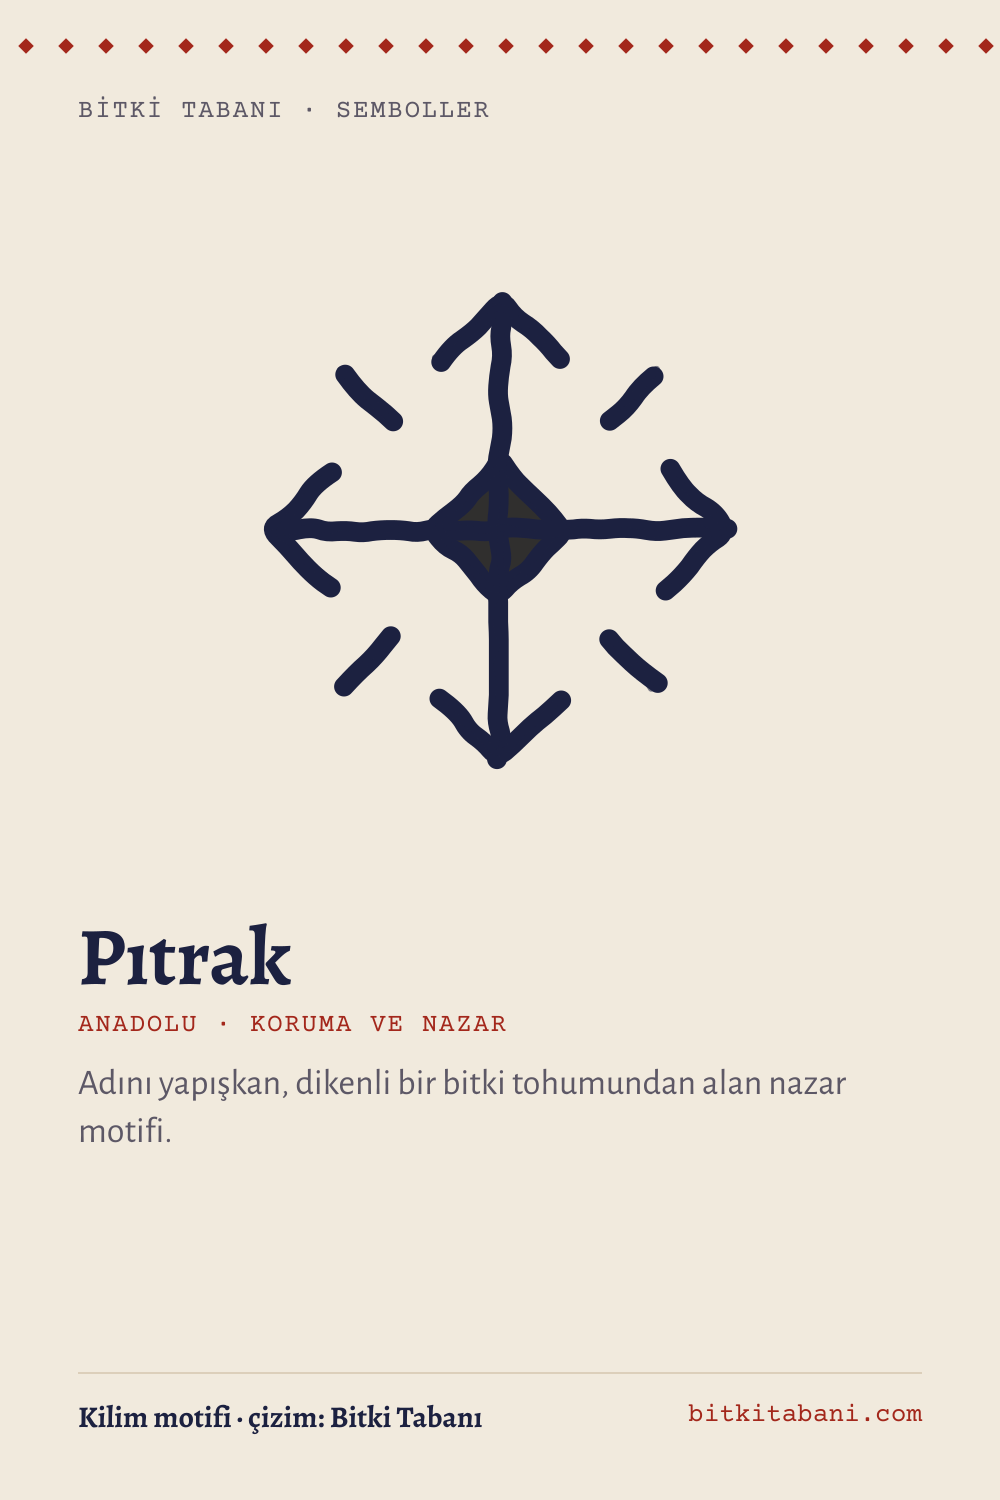 BİTKİ TABANI · SEMBOLLER
Pıtrak
ANADOLU · KORUMA VE NAZAR
Adını yapışkan, dikenli bir bitki tohumundan alan nazar
motifi.
Kilim motifi · çizim: Bitki Tabanı
bitkitabani.com